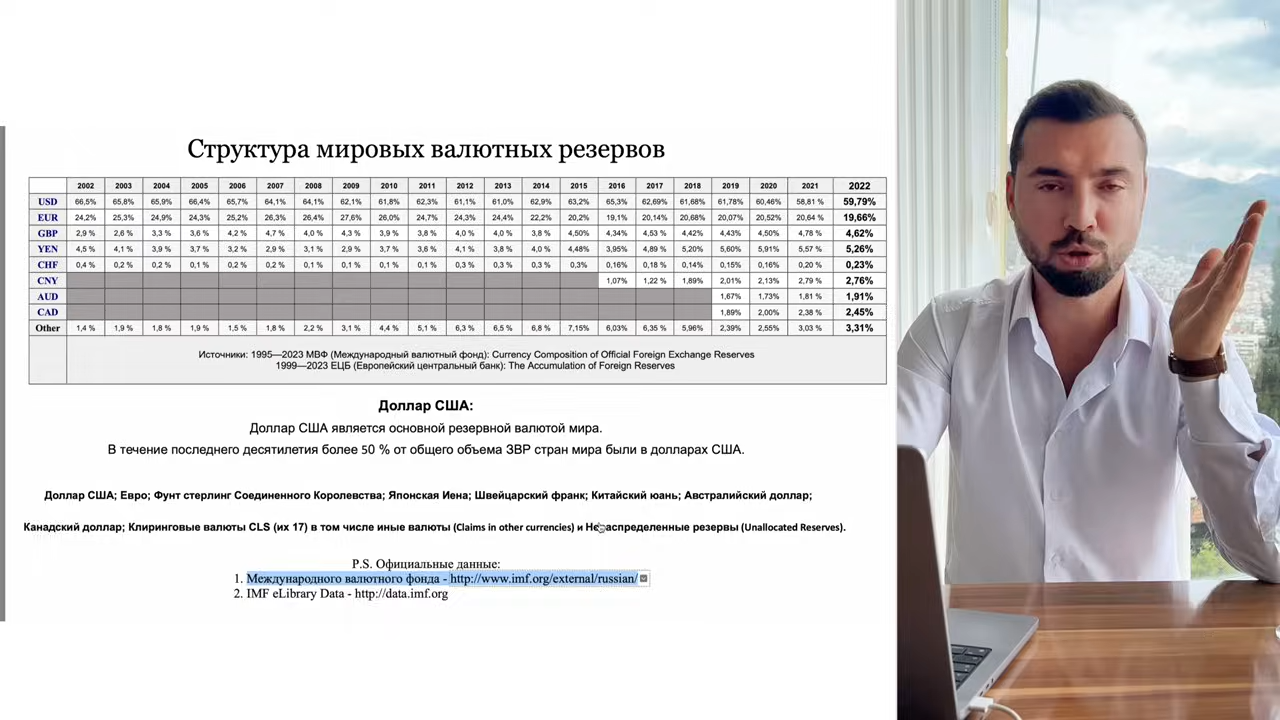 Структура мировых валютных резервов
2002 2003 2004 2005 2006 2007 2008 2009 2010 2011 2012 2013 2014 2015 2016 2017 2018 2019 2020 2021 2022
USD 66,5% 65,8% 65,9% 66,4% 65,7% 64,1% 64,1% 62,1% 61,8% 62,3% 61,1% 61,0% 62,9% 63,2% 65,3% 62,69% 61,68% 61,78% 60,46% 58,81 % 59,79%
EUR 24,2% 25,3% 24,9% 24,3% 25,2% 26,3% 26,4% 27,6% 26,0% 24,7% 24,3% 24,4% 22,2% 20,2% 19,1% 20,14% 20,68% 20,07% 20,52% 20,64 % 19,66%
GBP 2,9 % 2,6 % 3,3 % 3,6 % 4,2 % 4,7 % 4,0 % 4,3% 3,9% 3,8 % 4,0 % 4,0 % 3,8 % 4,50% 4,34% 4,53 % 4,42% 4,43% 4,50% 4,78 % 4,62%
YEN 4,5 % 4,1 % 3,9% 3,7 % 3,2% 2,9 % 3,1 % 2,9 % 3,7 % 3,6 % 4,1 % 3,8 % 4,0 % 4,48% 3,95% 4,89 % 5,20% 5,60% 5,91% 5,57 % 5,26%
CHF 0,4 % 0,2 % 0,2 % 0,1 % 0,2 % 0,2 % 0,1 % 0,1 % 0,1 % 0,1 % 0,3 % 0,3 % 0,3 % 0,3% 0,16% 0,18 % 0,14% 0,15% 0,16% 0,20 % 0,23%
CNY 1,07% 1,22 % 1,89% 2,01% 2,13% 2,79 % 2,76%
AUD 1,67% 1,73% 1,81 % 1,91%
CAD 1,89% 2,00% 2,38 % 2,45%
Other 1,4 % 1,9 % 1,8 % 1,9 % 1,5 % 1,8 % 2,2 % 3,1 % 4,4 % 5,1 % 6,3 % 6,5 % 6,8 % 7,15% 6,03% 6,35 % 5,96% 2,39% 2,55% 3,03 % 3,31%
Источники: 1995—2023 МВФ (Международный валютный фонд): Currency Composition of Official Foreign Exchange Reserves
1999—2023 ЕЦБ (Европейский центральный банк): The Accumulation of Foreign Reserves
Доллар США:
Доллар США является основной резервной валютой мира.
В течение последнего десятилетия более 50 % от общего объема ЗВР стран мира были в долларах США.
Доллар США; Евро; Фунт стерлинг Соединенного Королевства; Японская Иена; Швейцарский франк; Китайский юань; Австралийский доллар;
Канадский доллар; Клиринговые валюты CLS (их 17) в том числе иные валюты (Claims in other currencies) и Нераспределенные резервы (Unallocated Reserves).
P.S. Официальные данные:
1. Международного валютного фонда - http://www.imf.org/external/russian/
2. IMF eLibrary Data - http://data.imf.org